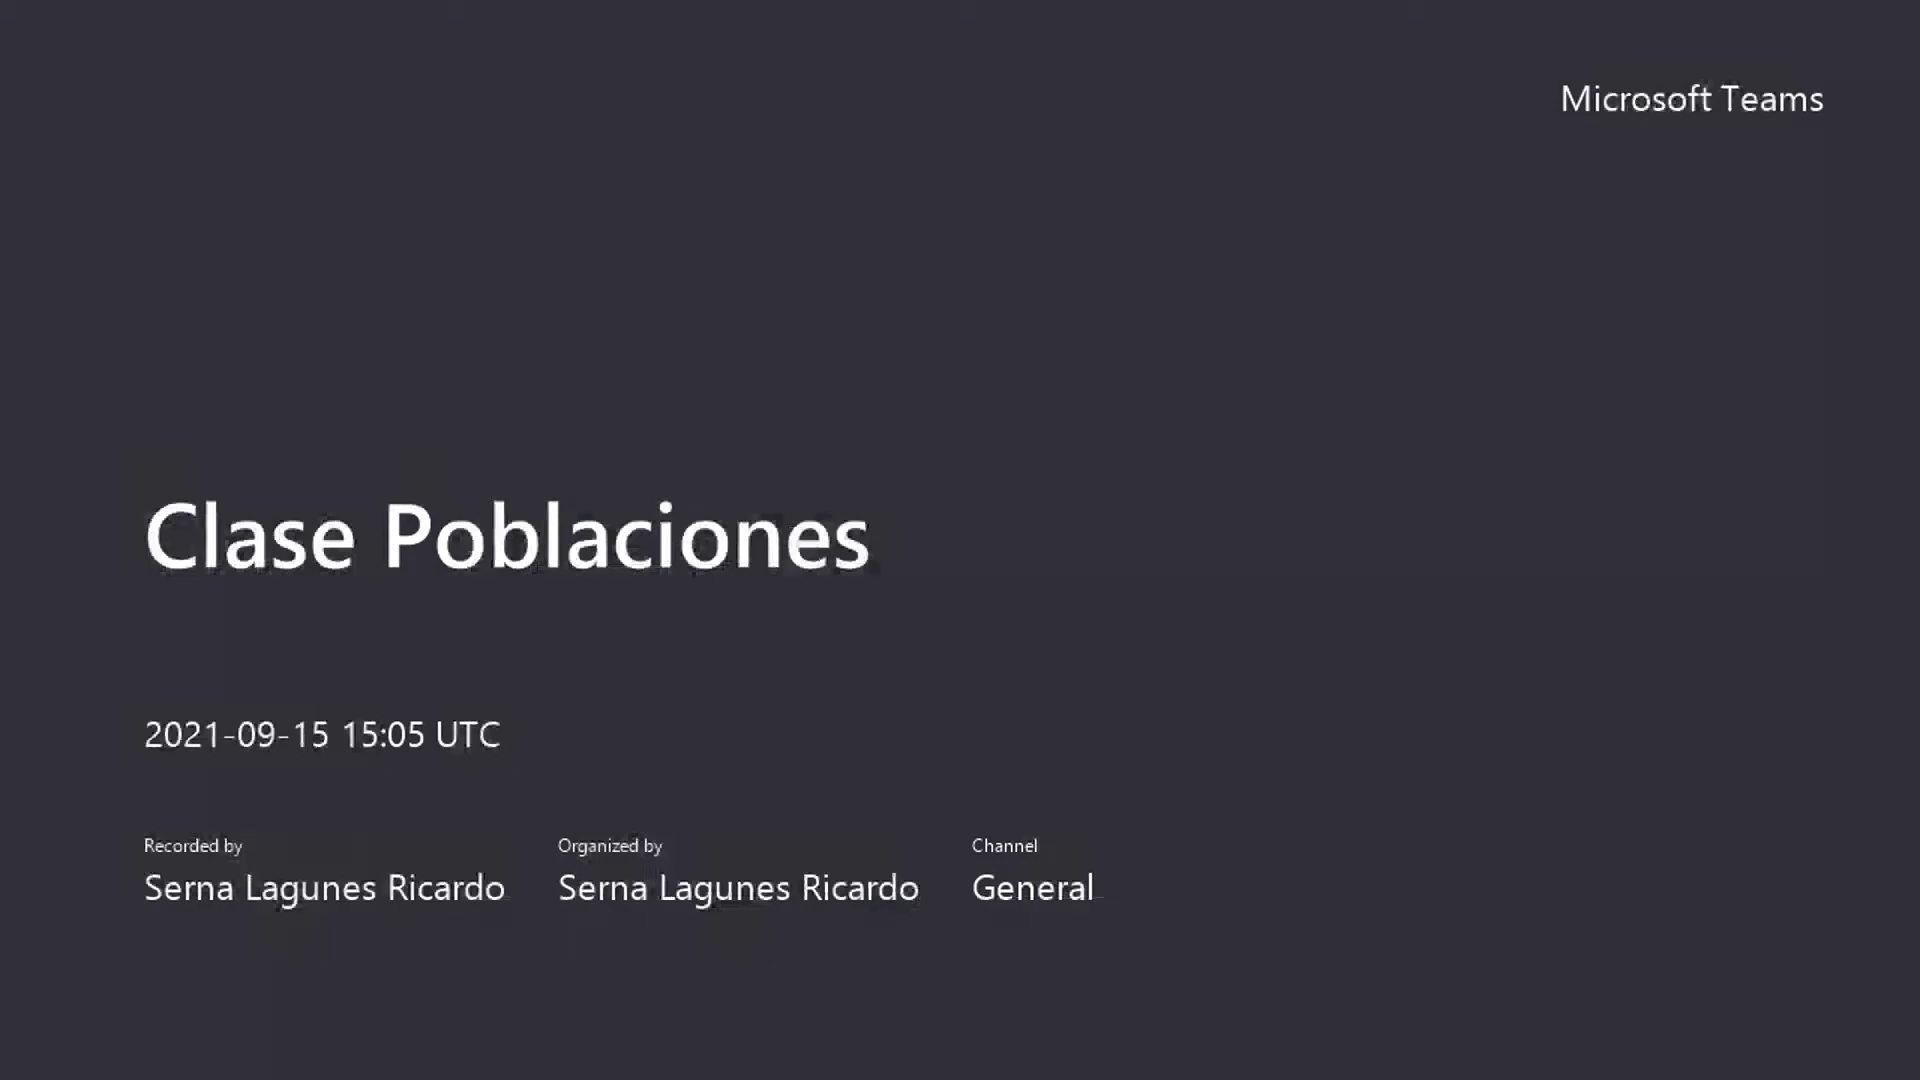 Microsoft Teams
Clase Poblaciones
2021-09-15 15:05 UTC
Recorded by
Serna Lagunes Ricardo
Organized by
Serna Lagunes Ricardo
Channel
General